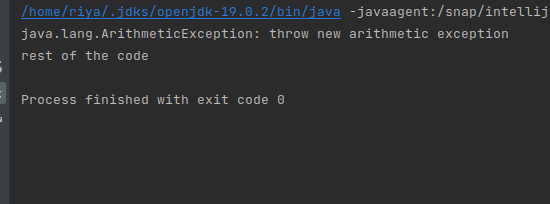 /home/riya/.jdks/openjdk-19.0.2/bin/java -javaagent:/snap/intellij
java.lang.ArithmeticException: throw new arithmetic exception
rest of the code
Process finished with exit code 0